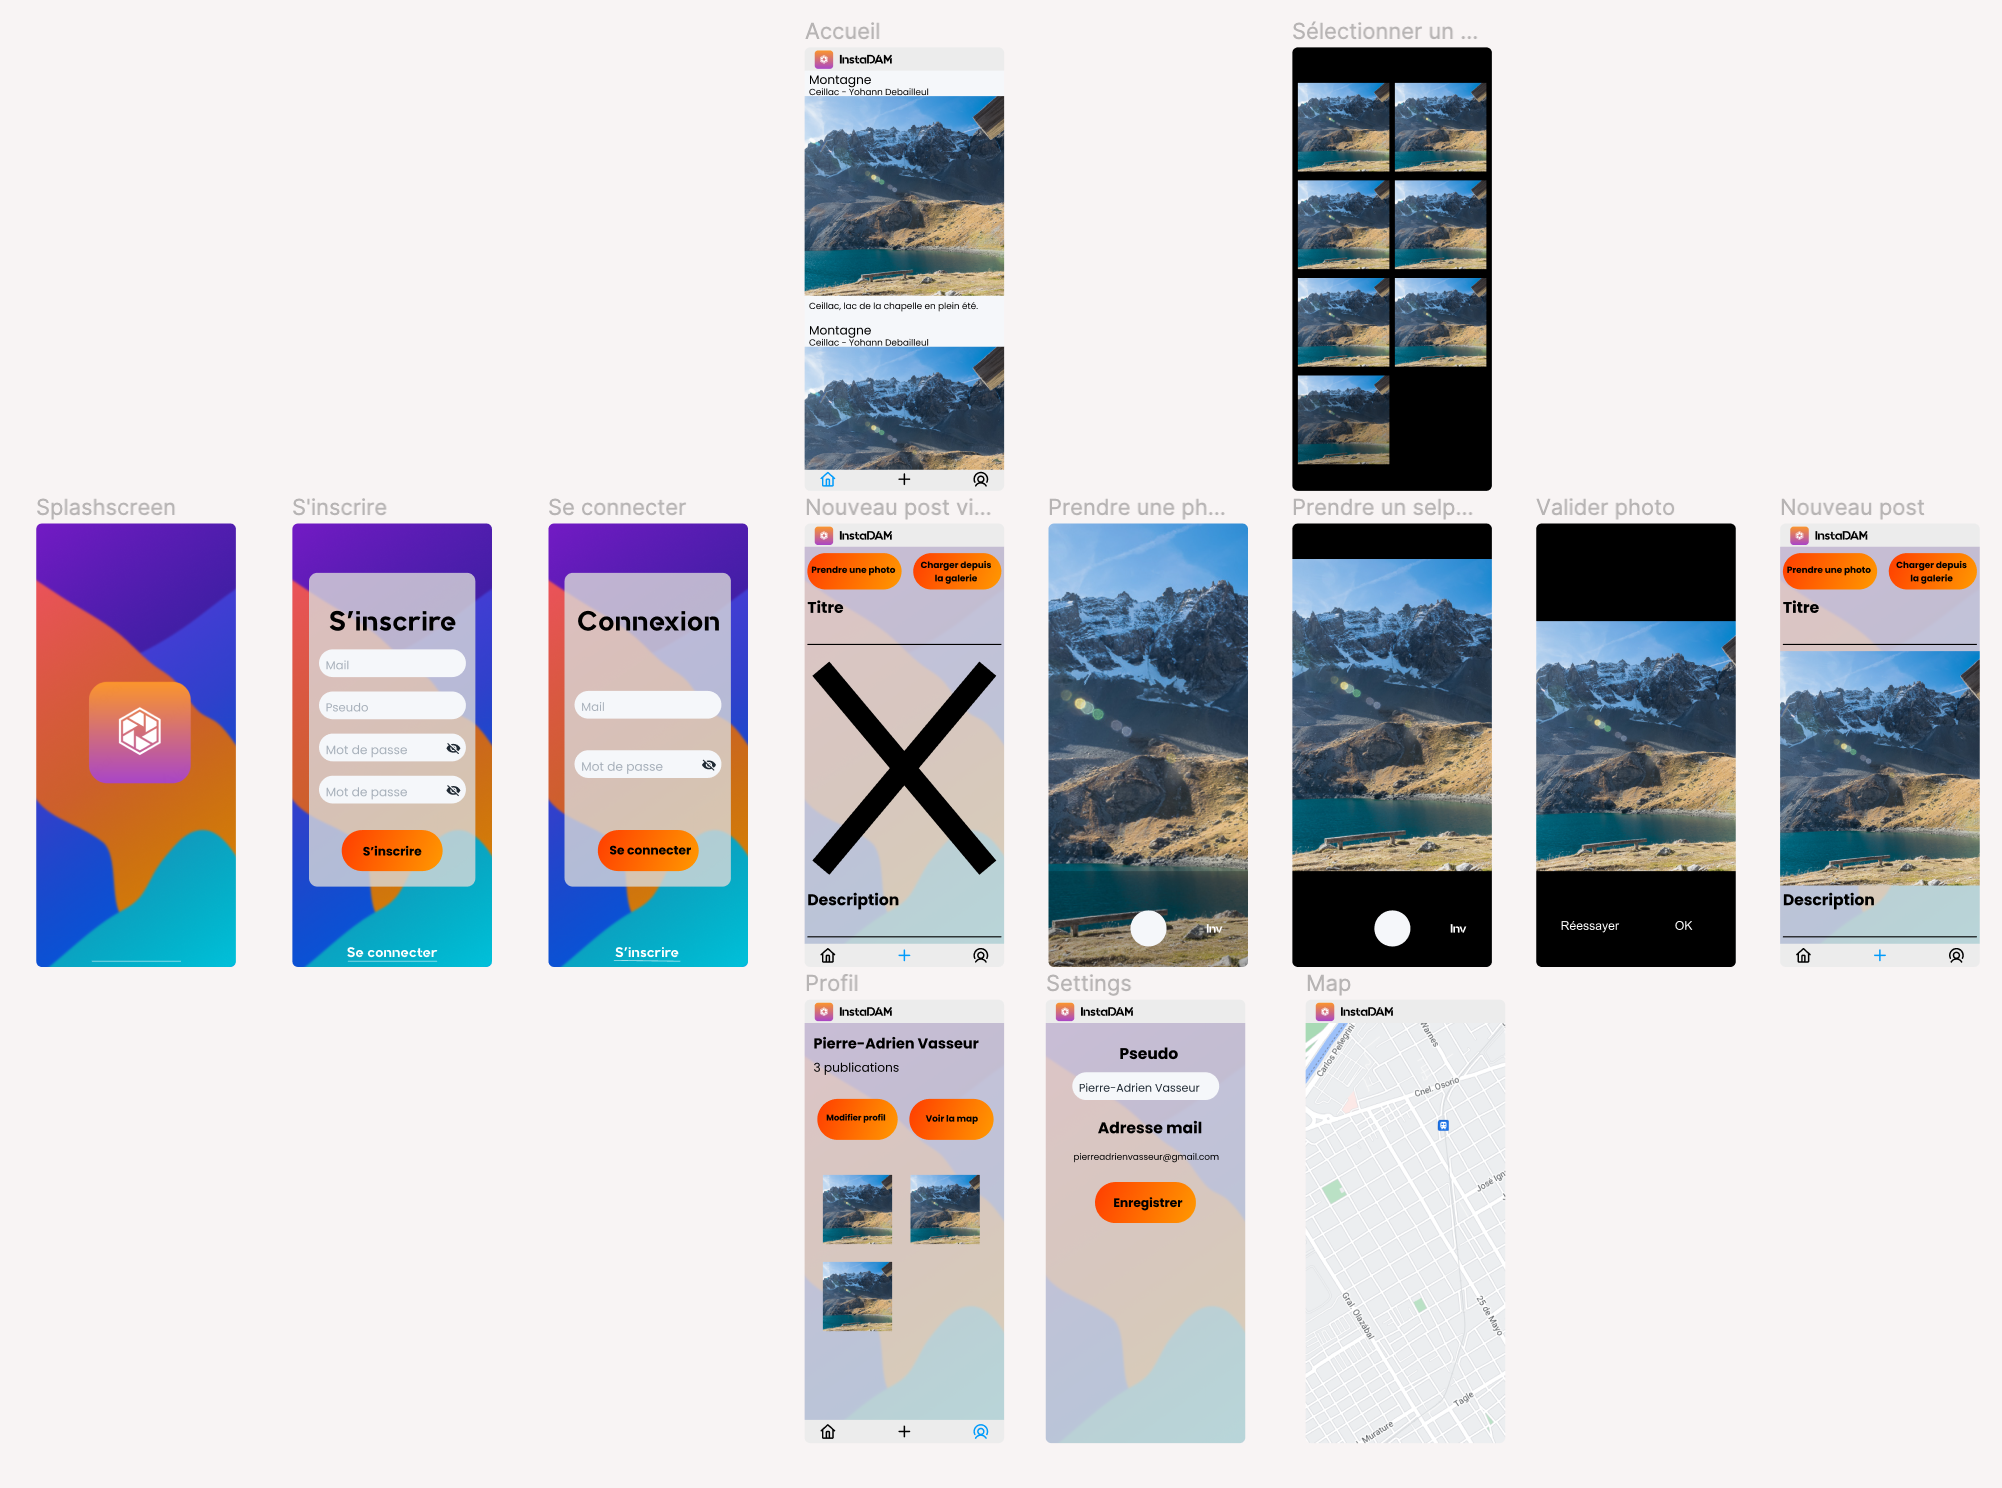 Accueil
InstaDAM
Montagne
Ceillac - Yohann Debailleul
Ceillac, lac de la chapelle en plein été.
Montagne
Ceillac - Yohann Debailleul
Sélectionner un ...
Splashscreen
S'inscrire
S'inscrire
Mail
Pseudo
Mot de passe
Mot de passe
S'inscrire
Se connecter
Se connecter
Connexion
Mail
Mot de passe
Se connecter
S'inscrire
Nouveau post vi...
InstaDAM
Prendre une photo
Charger depuis
la galerie
Titre
Description
Prendre une ph...
Inv
Prendre un selp...
Inv
Valider photo
Réessayer
OK
Nouveau post
InstaDAM
Prendre une photo
Charger depuis
la galerie
Titre
Description
Profil
InstaDAM
Pierre-Adrien Vasseur
3 publications
Modifier profil
Voir la map
Settings
InstaDAM
Pseudo
Pierre-Adrien Vasseur
Adresse mail
pierreadrienvasseur@gmail.com
Enregistrer
Map
InstaDAM
Carlos Pellegrini
Warnes
Cnel. Osorio
José Ign
Gral. Olazábal
25 de Mayo
Tagle
. Murature